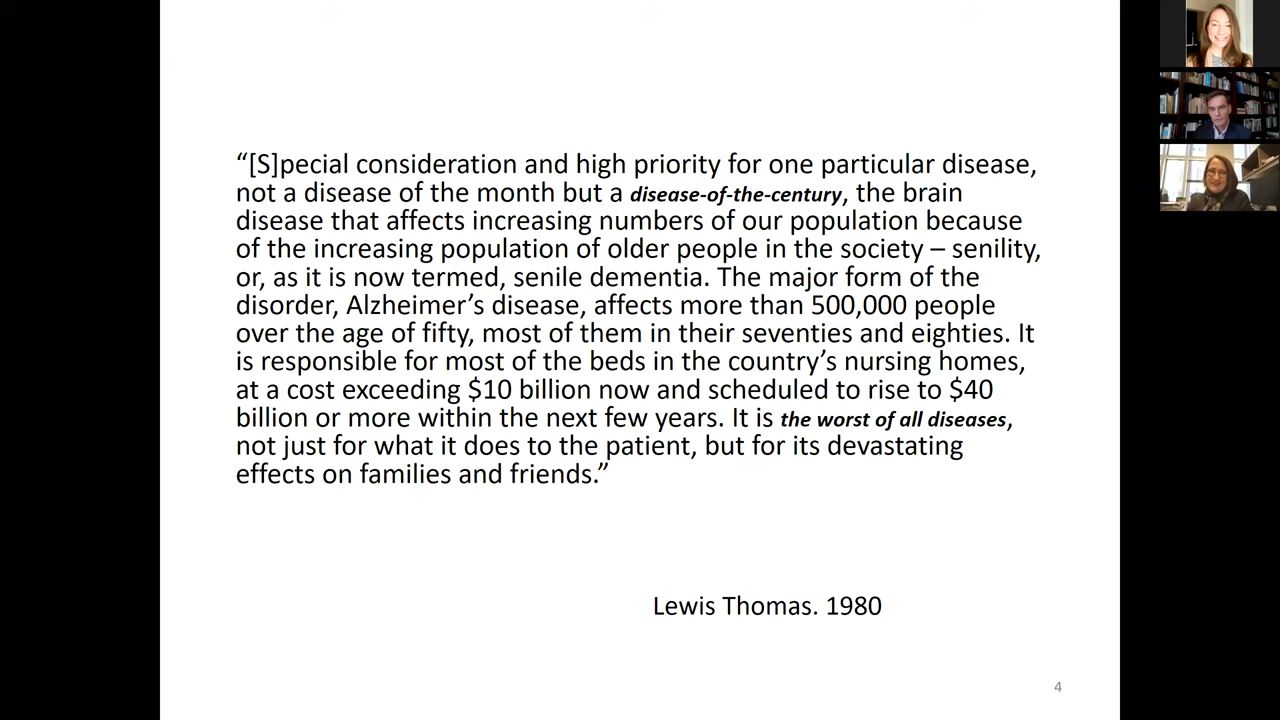 “[S]pecial consideration and high priority for one particular disease,
not a disease of the month but a disease-of-the-century, the brain
disease that affects increasing numbers of our population because
of the increasing population of older people in the society – senility,
or, as it is now termed, senile dementia. The major form of the
disorder, Alzheimer’s disease, affects more than 500,000 people
over the age of fifty, most of them in their seventies and eighties. It
is responsible for most of the beds in the country’s nursing homes,
at a cost exceeding $10 billion now and scheduled to rise to $40
billion or more within the next few years. It is the worst of all diseases,
not just for what it does to the patient, but for its devastating
effects on families and friends.”
Lewis Thomas. 1980
4